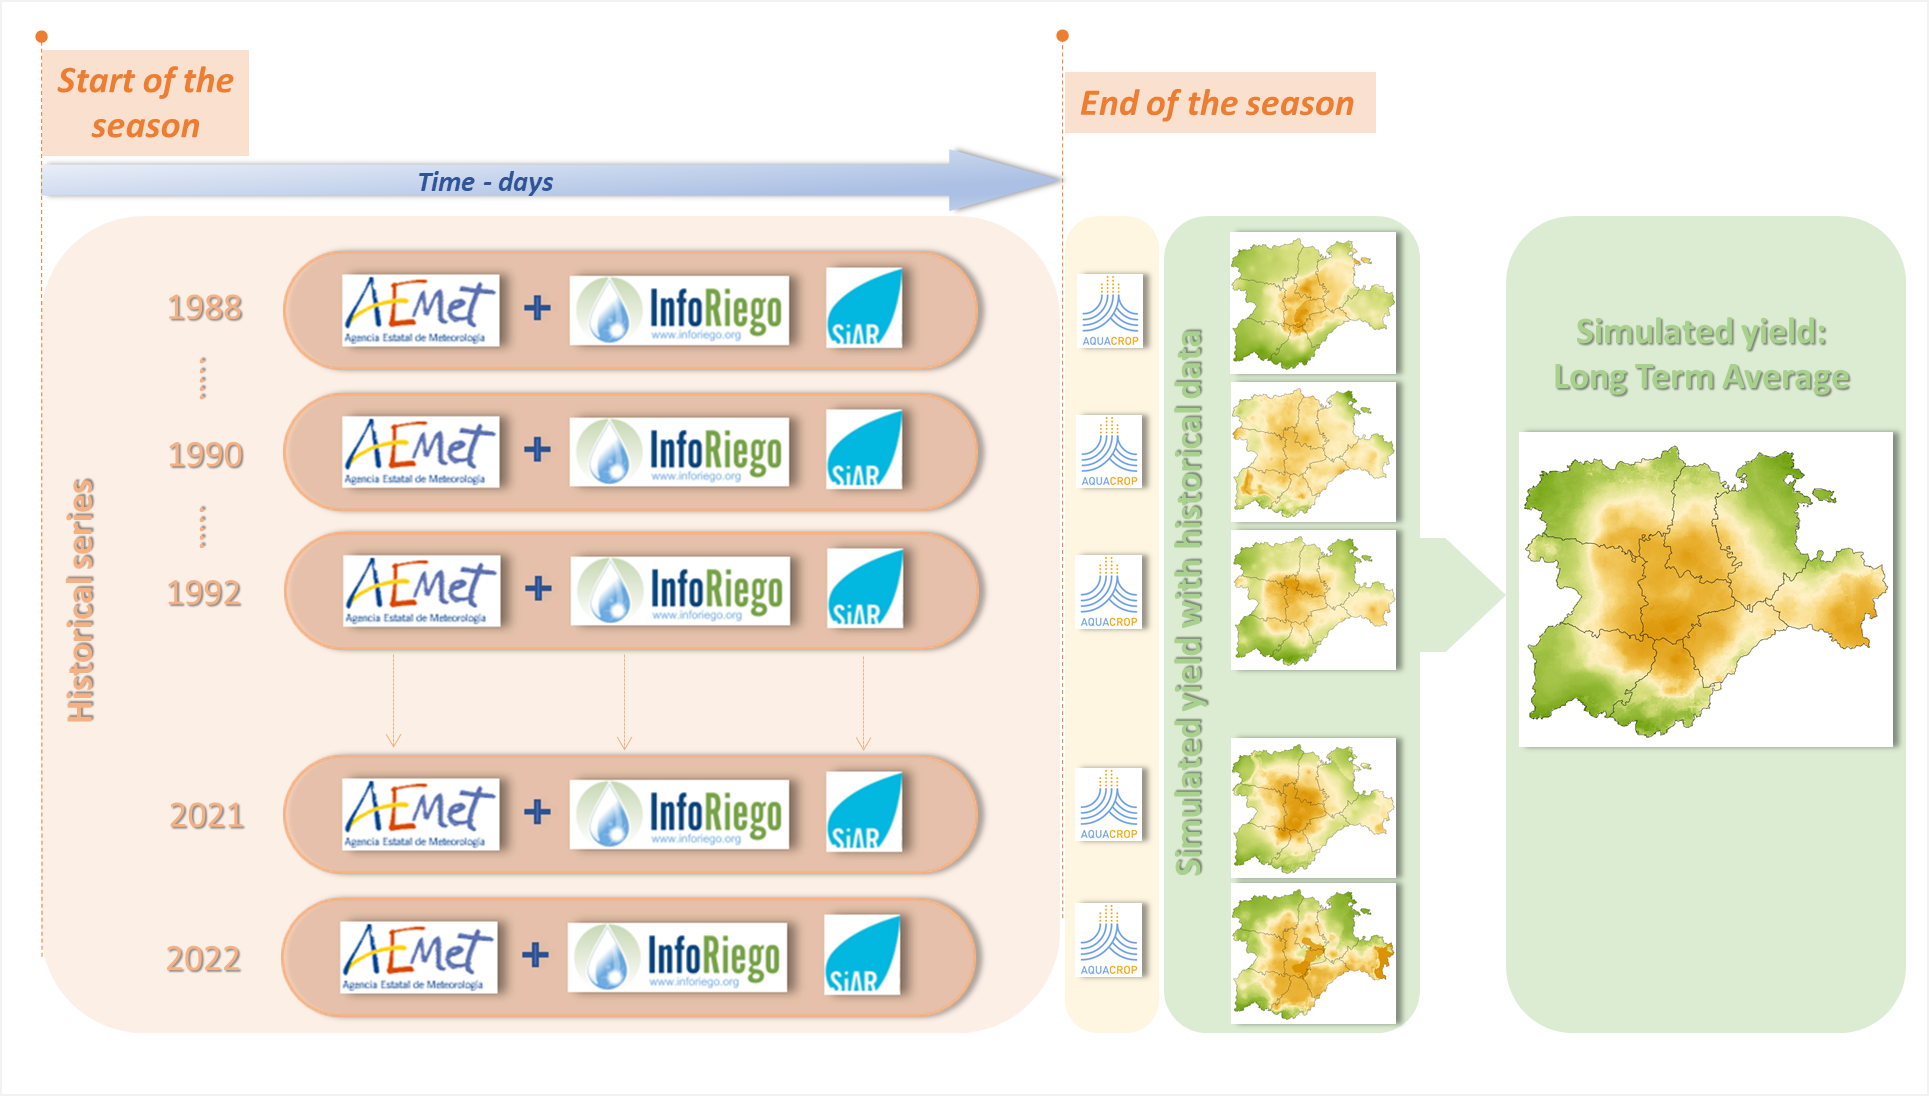 Start of the
season
End of the season
Time - days
Historical series
1988
AEMet
Agencia Estatal de Meteorología
+
InfoRiego
www.inforiego.org
SiAR
AQUACROP
1990
AEMet
Agencia Estatal de Meteorología
+
InfoRiego
www.inforiego.org
SiAR
AQUACROP
1992
AEMet
Agencia Estatal de Meteorología
+
InfoRiego
www.inforiego.org
SiAR
AQUACROP
2021
AEMet
Agencia Estatal de Meteorología
+
InfoRiego
www.inforiego.org
SiAR
AQUACROP
2022
AEMet
Agencia Estatal de Meteorología
+
InfoRiego
www.inforiego.org
SiAR
AQUACROP
Simulated yield with historical data
Simulated yield:
Long Term Average